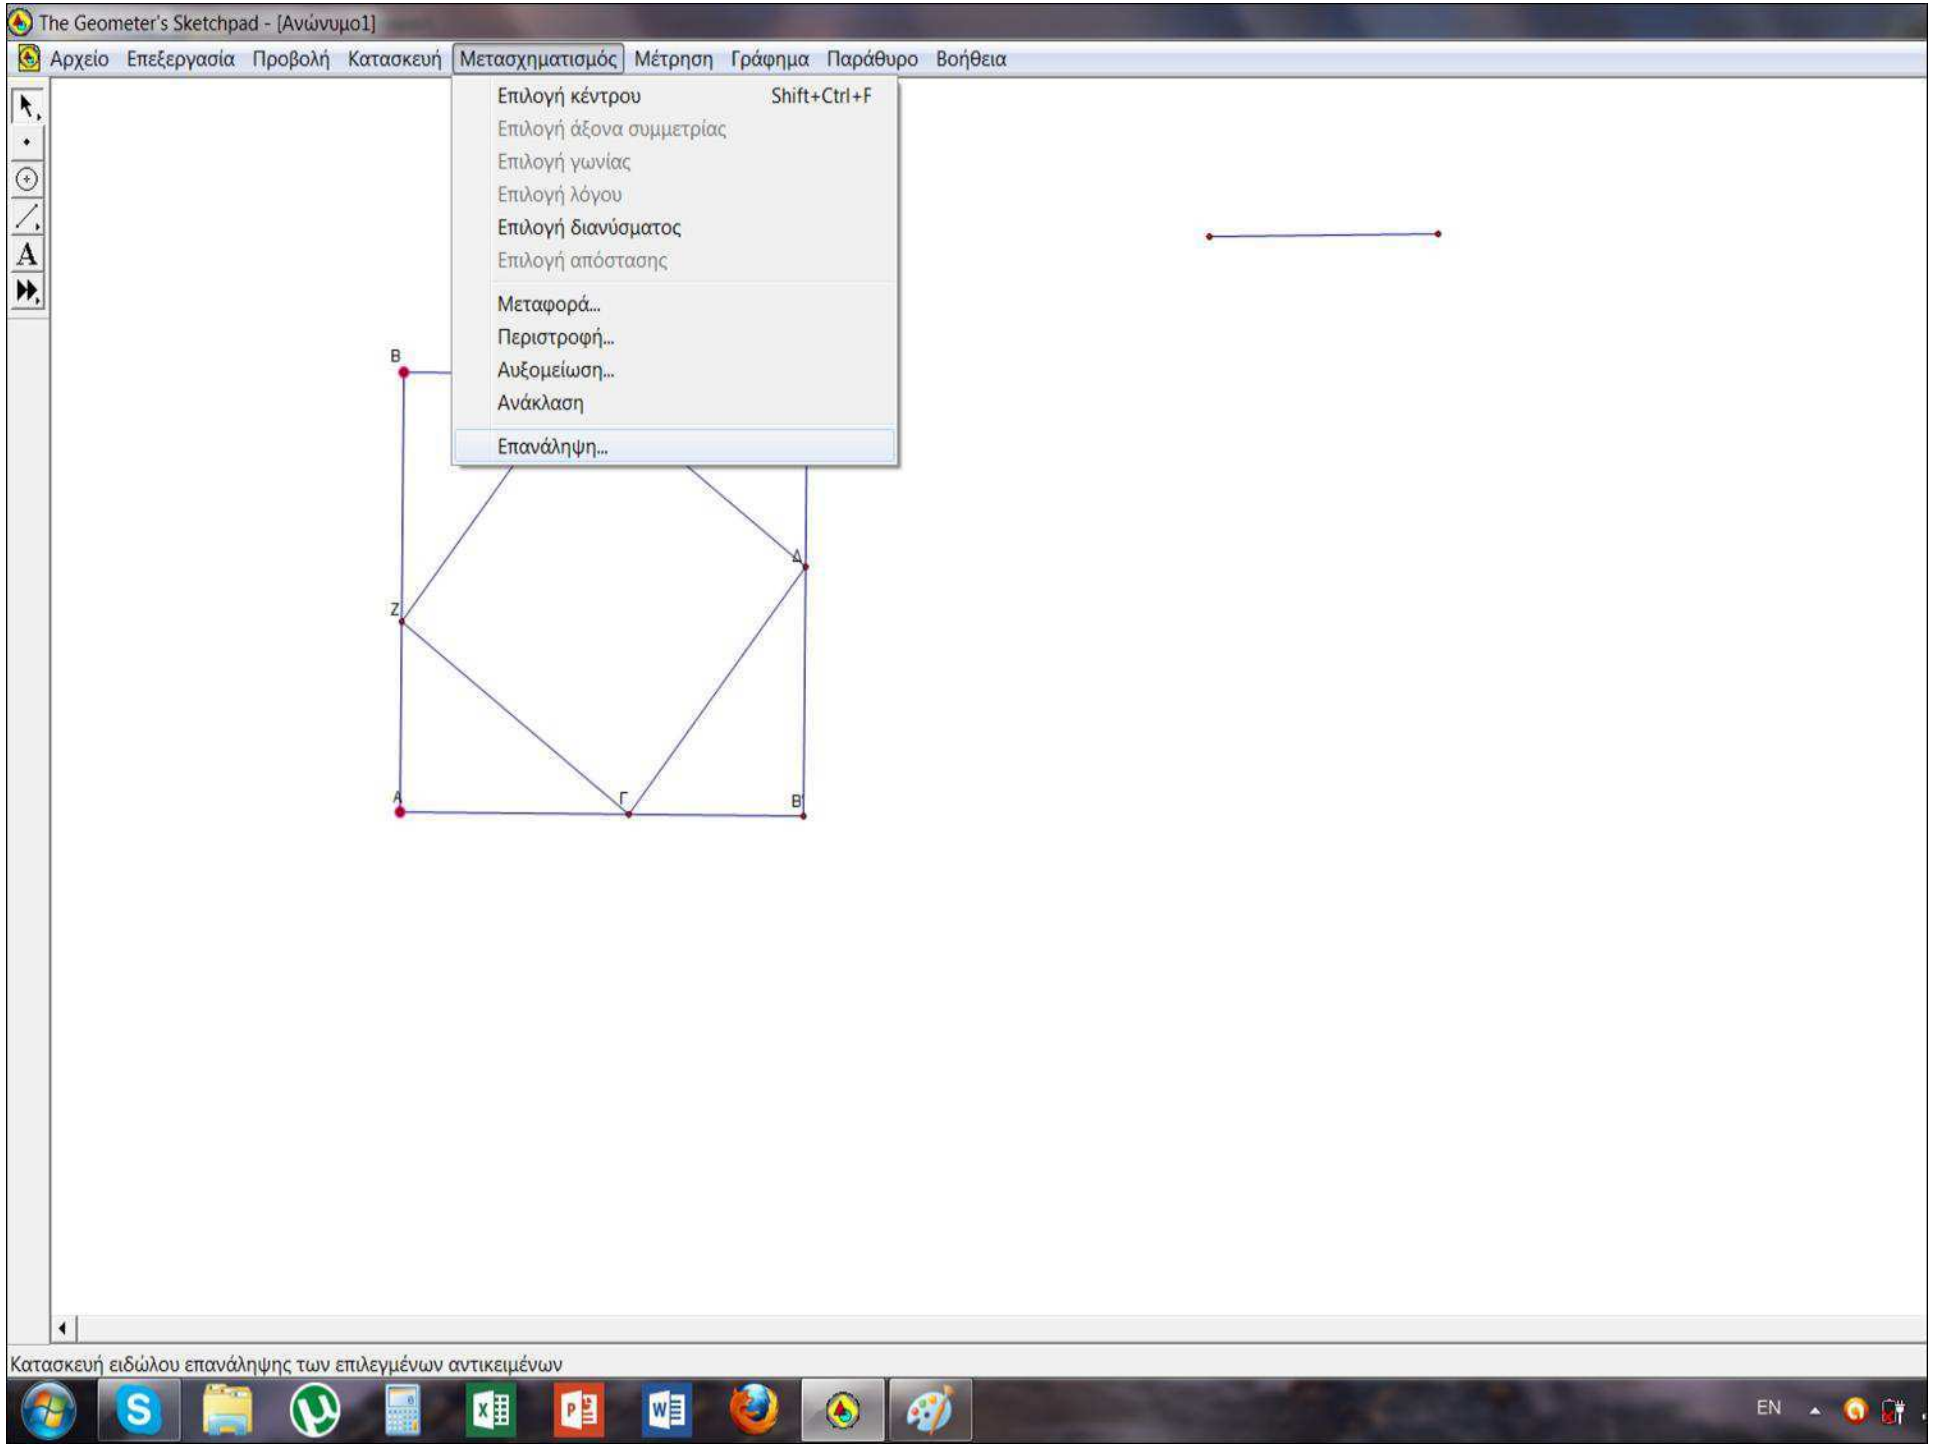 The Geometer's Sketchpad - [Ανώνυμο1]
Αρχείο Επεξεργασία Προβολή Κατασκευή Μετασχηματισμός Μέτρηση Γράφημα Παράθυρο Βοήθεια
Επιλογή κέντρου Shift+Ctrl+F
Επιλογή άξονα συμμετρίας
Επιλογή γωνίας
Επιλογή λόγου
Επιλογή διανύσματος
Επιλογή απόστασης
Μεταφορά...
Περιστροφή...
Αυξομείωση...
Ανάκλαση
Επανάληψη...
A
B
Δ
Z
A
Γ
B'
Κατασκευή ειδώλου επανάληψης των επιλεγμένων αντικειμένων
EN